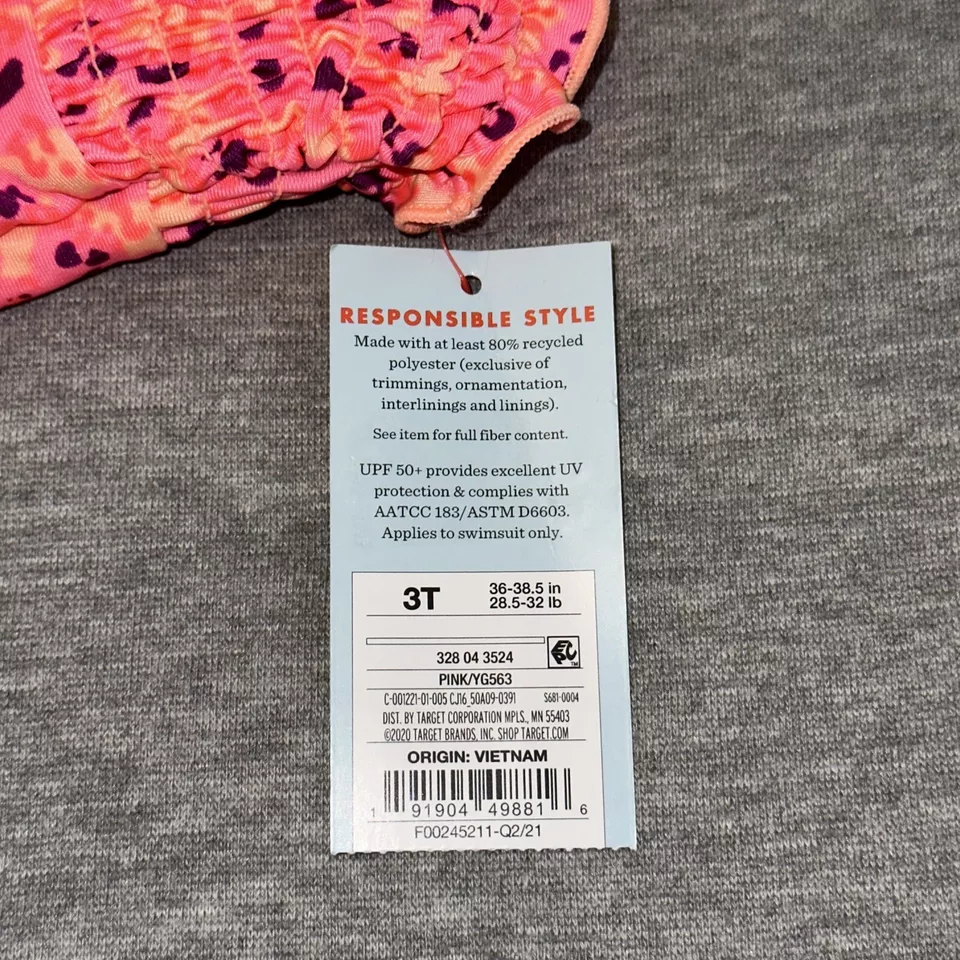 RESPONSIBLE STYLE
Made with at least 80% recycled
polyester (exclusive of
trimmings, ornamentation,
interlinings and linings).
See item for full fiber content.
UPF 50+ provides excellent UV
protection & complies with
AATCC 183/ASTM D6603.
Applies to swimsuit only.
3T
36-38.5 in
28.5-32 lb
328 04 3524
EPC TM
PINK/YG563
C-001221-01-005 CJ16_50A09-0391 S681-0004
DIST. BY TARGET CORPORATION MPLS., MN 55403
©2020 TARGET BRANDS, INC. SHOP TARGET.COM
ORIGIN: VIETNAM
1 91904 49881 6
F00245211-Q2/21